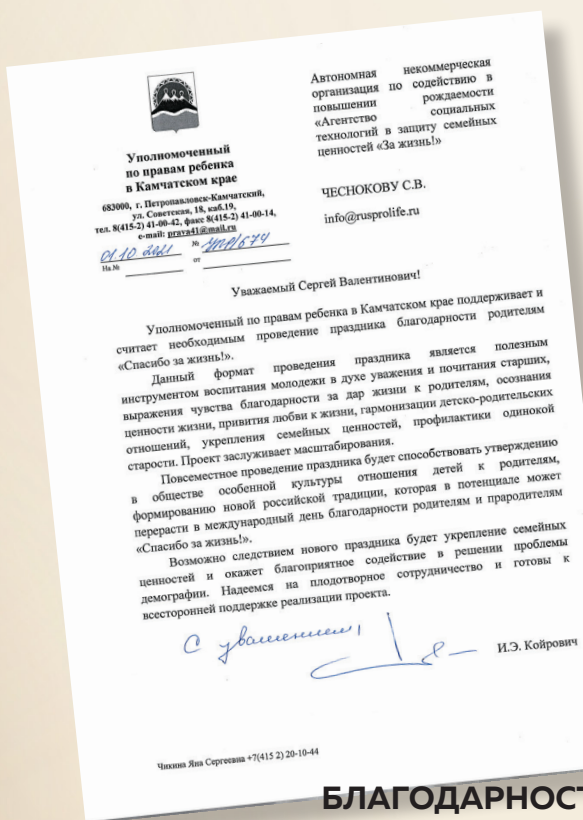 Уполномоченный
по правам ребенка
в Камчатском крае
683000, г. Петропавловск-Камчатский,
ул. Советская, 18, каб.19,
тел. 8(415-2) 41-00-42, факс 8(415-2) 41-00-14,
e-mail: prava41@mail.ru
01.10 2021 № УПР/674
На № от
Автономная некоммерческая
организация по содействию в
повышении рождаемости
«Агентство социальных
технологий в защиту семейных
ценностей «За жизнь!»
ЧЕСНОКОВУ С.В.
info@rusprolife.ru
Уважаемый Сергей Валентинович!
Уполномоченный по правам ребенка в Камчатском крае поддерживает и
считает необходимым проведение праздника благодарности родителям
«Спасибо за жизнь!».
Данный формат проведения праздника является полезным
инструментом воспитания молодежи в духе уважения и почитания старших,
выражения чувства благодарности за дар жизни к родителям, осознания
ценности жизни, привития любви к жизни, гармонизации детско-родительских
отношений, укрепления семейных ценностей, профилактики одинокой
старости. Проект заслуживает масштабирования.
Повсеместное проведение праздника будет способствовать утверждению
в обществе особенной культуры отношения детей к родителям,
формированию новой российской традиции, которая в потенциале может
перерасти в международный день благодарности родителям и прародителям
«Спасибо за жизнь!».
Возможно следствием нового праздника будет укрепление семейных
ценностей и окажет благоприятное содействие в решении проблемы
демографии. Надеемся на плодотворное сотрудничество и готовы к
всесторонней поддержке реализации проекта.
С уважением,
И.Э. Койрович
Чикина Яна Сергеевна +7(415 2) 20-10-44
БЛАГОДАРНОСТ